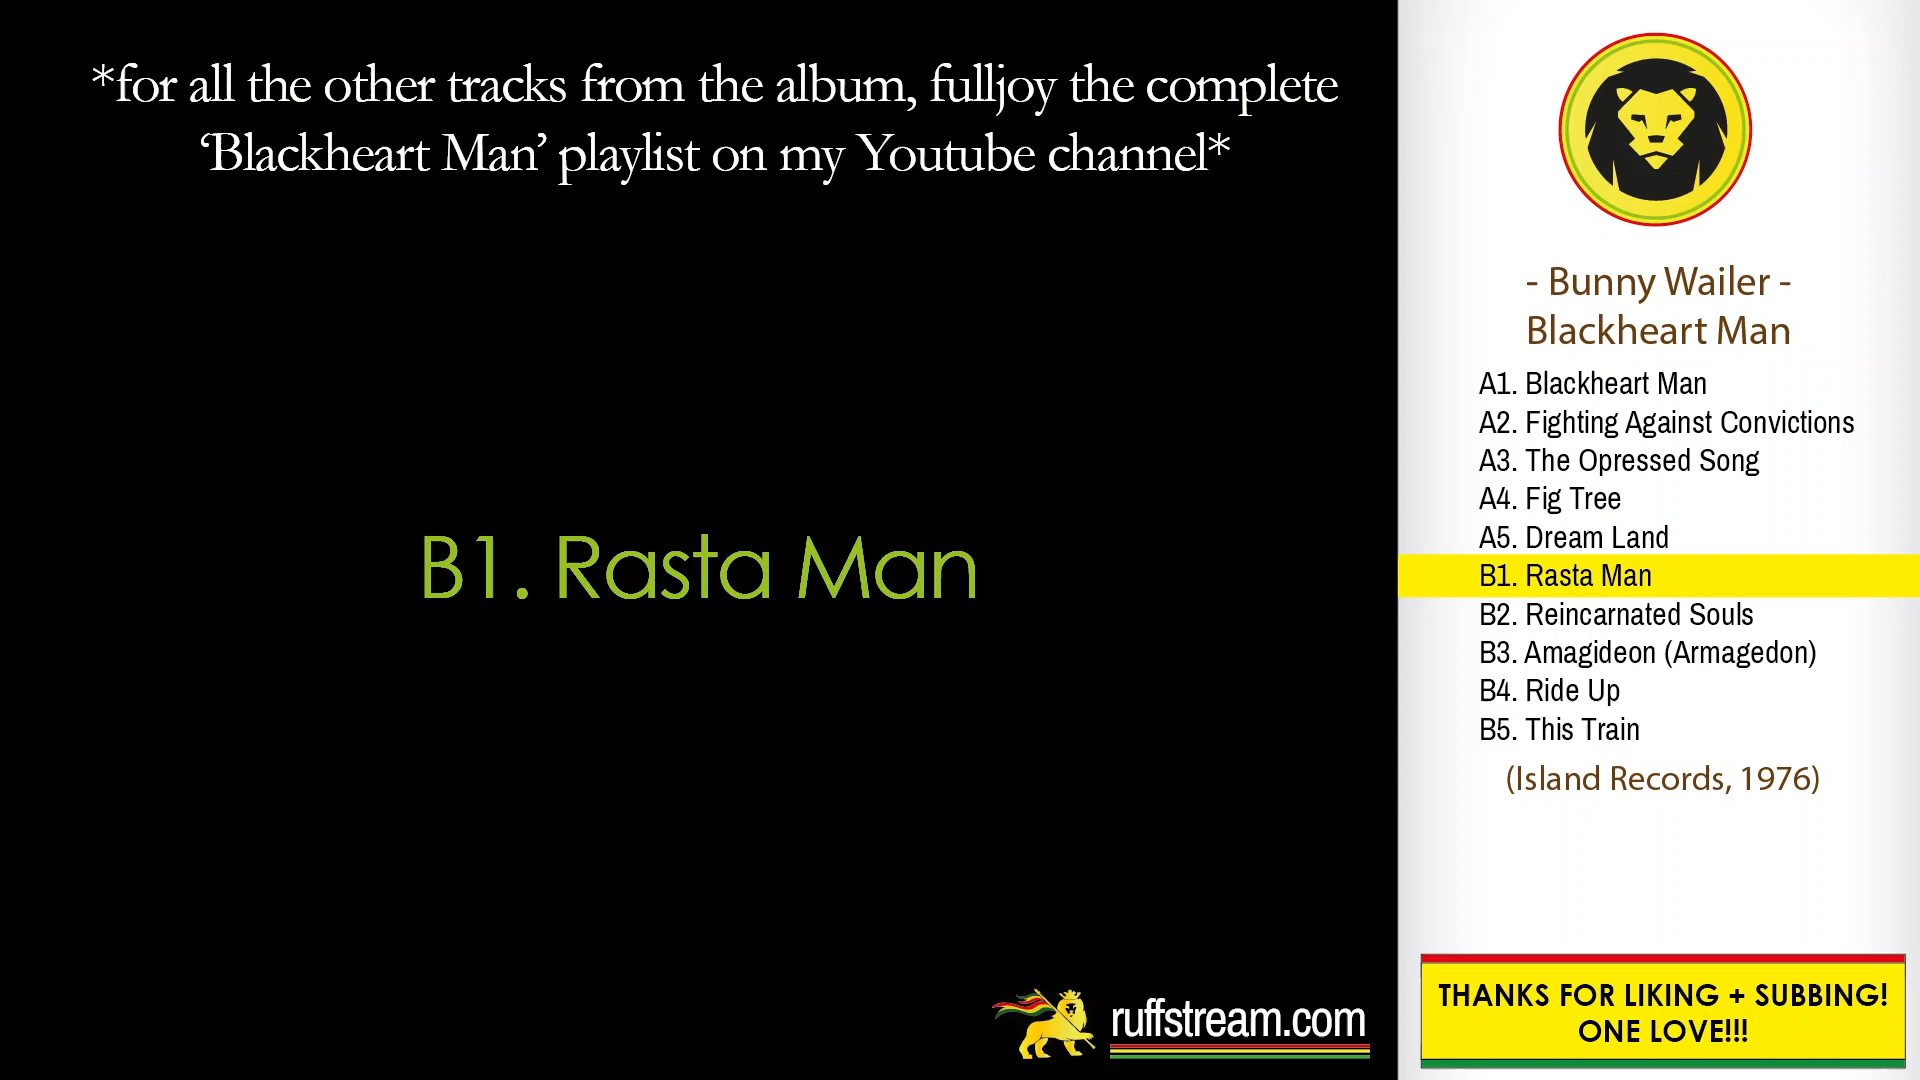 *for all the other tracks from the album, fulljoy the complete
‘Blackheart Man’ playlist on my Youtube channel*
B1. Rasta Man
ruffstream.com
- Bunny Wailer -
Blackheart Man
A1. Blackheart Man
A2. Fighting Against Convictions
A3. The Opressed Song
A4. Fig Tree
A5. Dream Land
B1. Rasta Man
B2. Reincarnated Souls
B3. Amagideon (Armagedon)
B4. Ride Up
B5. This Train
(Island Records, 1976)
THANKS FOR LIKING + SUBBING!
ONE LOVE!!!